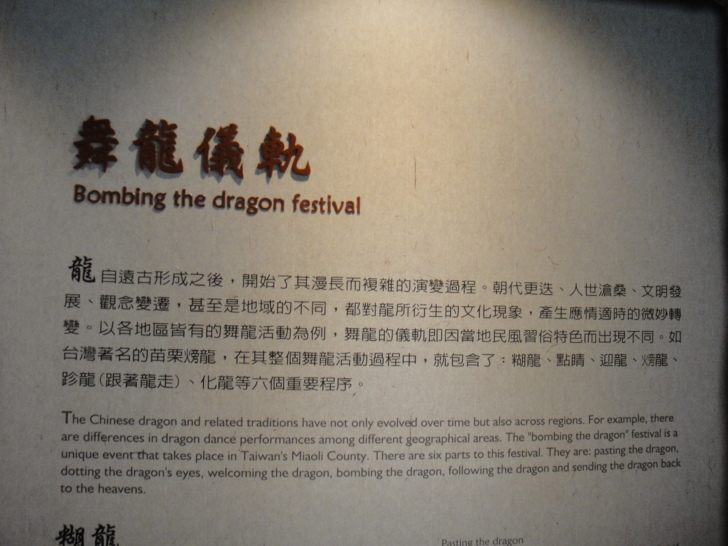 舞龍儀軌
Bombing the dragon festival
龍自遠古形成之後，開始了其漫長而複雜的演變過程。朝代更迭、人世滄桑、文明發
展、觀念變遷，甚至是地域的不同，都對龍所衍生的文化現象，產生應情適時的微妙轉
變。以各地區皆有的舞龍活動為例，舞龍的儀軌即因當地民風習俗特色而出現不同。如
台灣著名的苗栗㷶龍，在其整個舞龍活動過程中，就包含了：糊龍、點睛、迎龍、㷶龍、
跈龍（跟著龍走）、化龍等六個重要程序。
The Chinese dragon and related traditions have not only evolved over time but also across regions. For example, there
are differences in dragon dance performances among different geographical areas. The "bombing the dragon" festival is a
unique event that takes place in Taiwan's Miaoli County. There are six parts to this festival. They are: pasting the dragon,
dotting the dragon's eyes, welcoming the dragon, bombing the dragon, following the dragon and sending the dragon back
to the heavens.
糊龍
Pasting the dragon